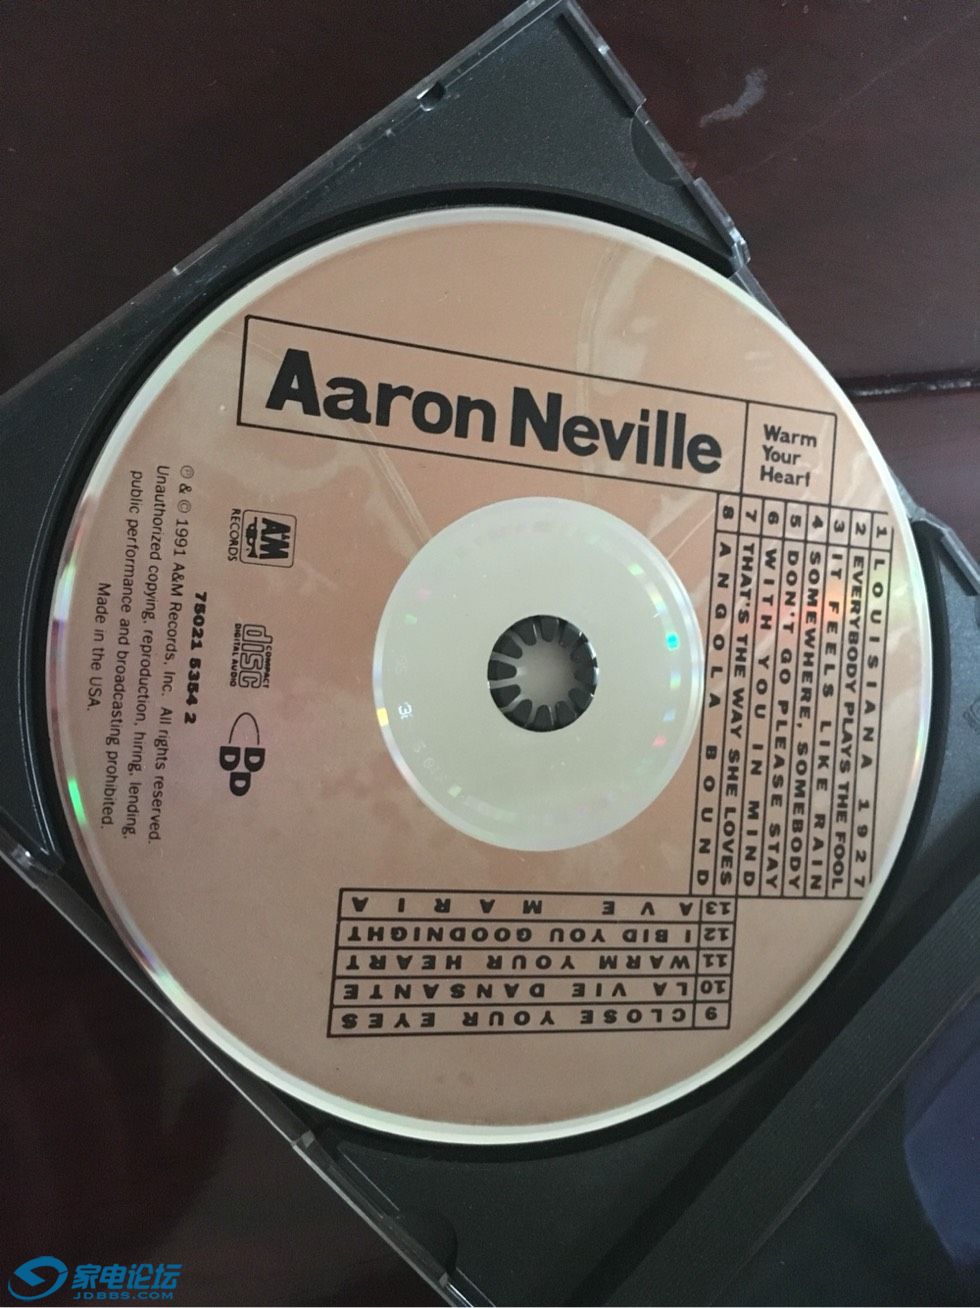 Aaron Neville
Warm
Your
Heart
1 LOUISIANA 1927
2 EVERYBODY PLAYS THE FOOL
3 IT FEELS LIKE RAIN
4 SOMEWHERE, SOMEBODY
5 DON'T GO PLEASE STAY
6 WITH YOU IN MIND
7 THAT'S THE WAY SHE LOVES
8 ANGOLA BOUND
9 CLOSE YOUR EYES
10 LA VIE DANSANTE
11 WARM YOUR HEART
12 I BID YOU GOODNIGHT
13 AVE MARIA
A&M
RECORDS
COMPACT
disc
DIGITAL AUDIO
DDD
75021 5354 2
℗ & © 1991 A&M Records, Inc. All rights reserved.
Unauthorized copying, reproduction, hiring, lending,
public performance and broadcasting prohibited.
Made in the USA.
3i
家电论坛
JDBBS.COM